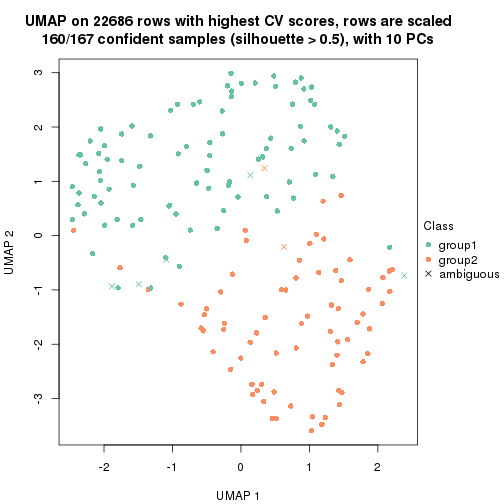 UMAP on 22686 rows with highest CV scores, rows are scaled
160/167 confident samples (silhouette > 0.5), with 10 PCs
3
2
1
0
-1
-2
-3
UMAP 2
-2
-1
0
1
2
UMAP 1
Class
group1
group2
ambiguous